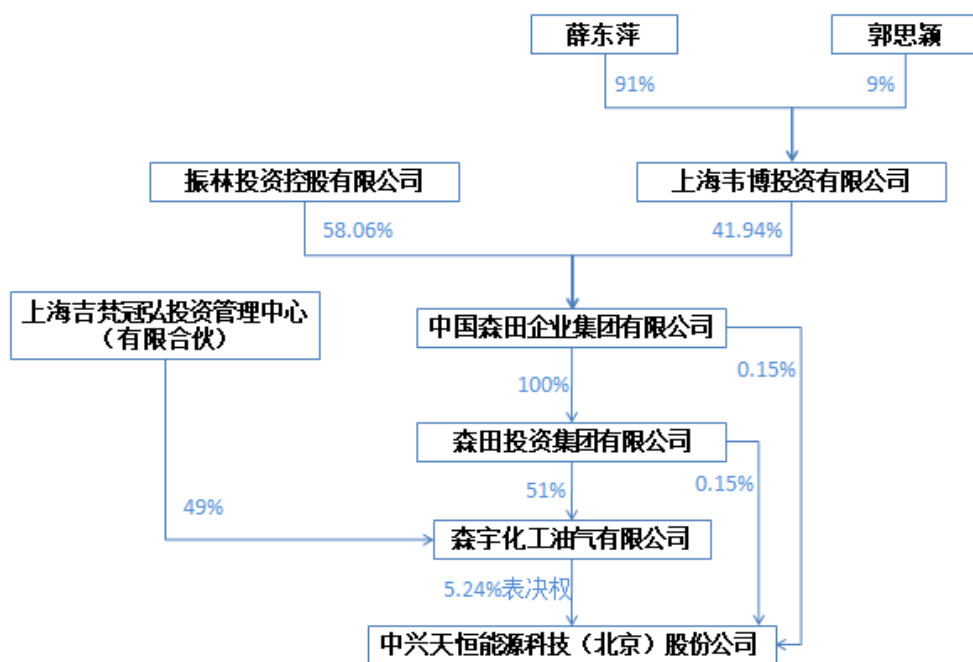 薛东萍
郭思颖
91%
9%
振林投资控股有限公司
上海韦博投资有限公司
58.06%
41.94%
上海吉梵冠弘投资管理中心
（有限合伙）
中国森田企业集团有限公司
100%
0.15%
森田投资集团有限公司
49%
51%
0.15%
森宇化工油气有限公司
5.24%表决权
中兴天恒能源科技（北京）股份公司